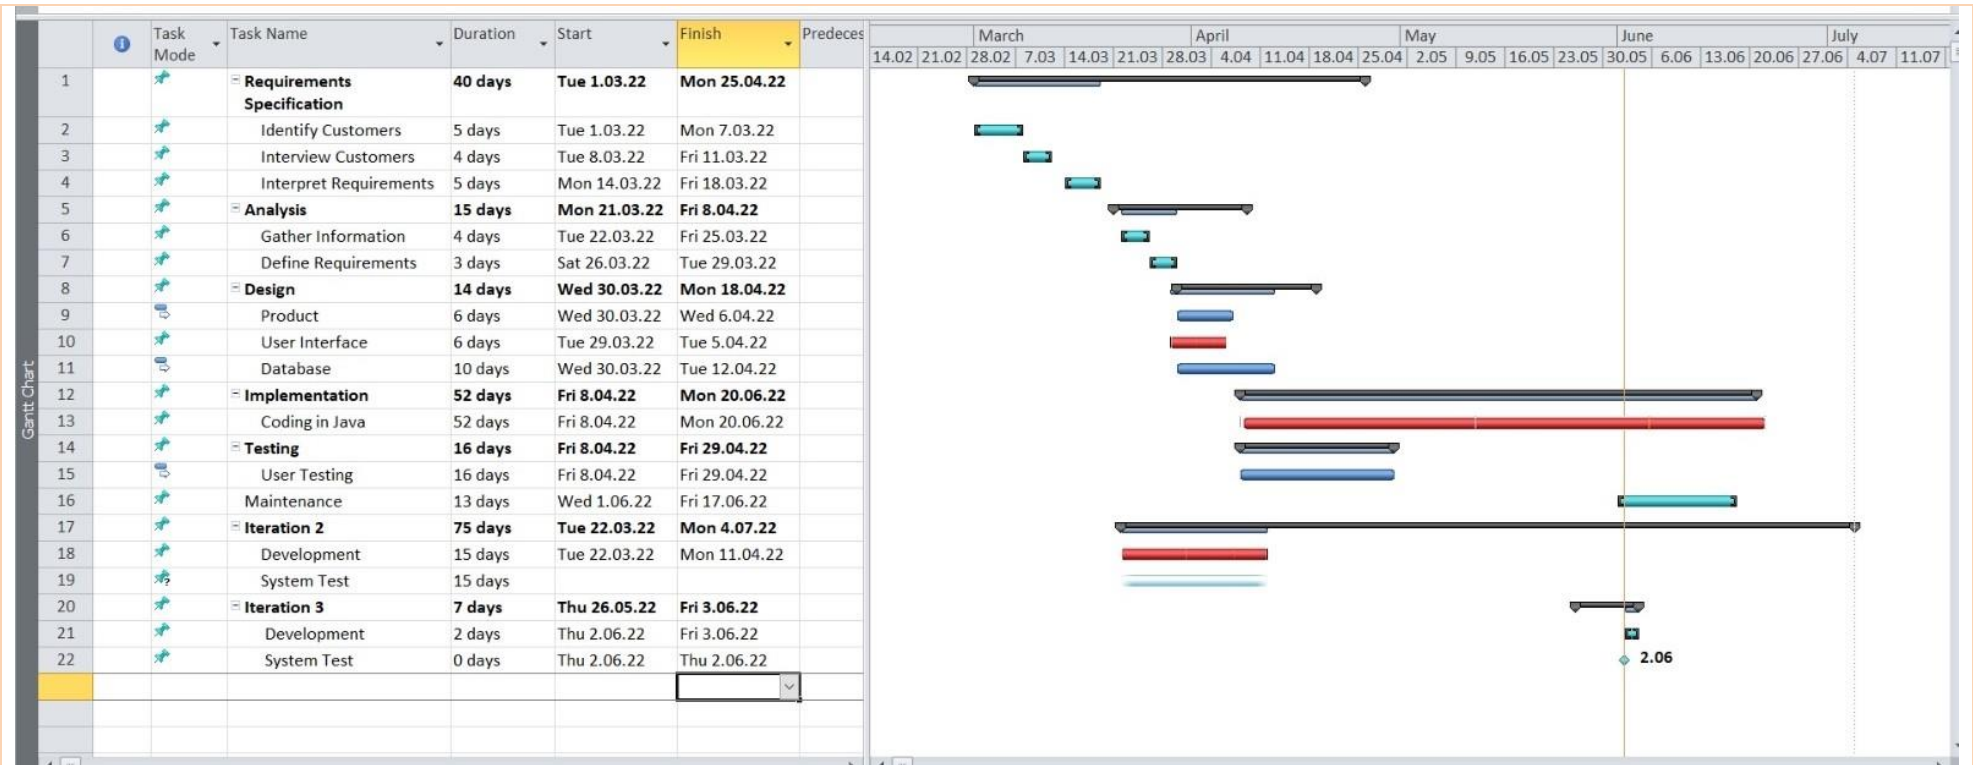 Task Mode Task Name Duration Start Finish Predeces
March April May June July
14.02 21.02 28.02 7.03 14.03 21.03 28.03 4.04 11.04 18.04 25.04 2.05 9.05 16.05 23.05 30.05 6.06 13.06 20.06 27.06 4.07 11.07
1 Requirements Specification 40 days Tue 1.03.22 Mon 25.04.22
2 Identify Customers 5 days Tue 1.03.22 Mon 7.03.22
3 Interview Customers 4 days Tue 8.03.22 Fri 11.03.22
4 Interpret Requirements 5 days Mon 14.03.22 Fri 18.03.22
5 Analysis 15 days Mon 21.03.22 Fri 8.04.22
6 Gather Information 4 days Tue 22.03.22 Fri 25.03.22
7 Define Requirements 3 days Sat 26.03.22 Tue 29.03.22
8 Design 14 days Wed 30.03.22 Mon 18.04.22
9 Product 6 days Wed 30.03.22 Wed 6.04.22
10 User Interface 6 days Tue 29.03.22 Tue 5.04.22
11 Database 10 days Wed 30.03.22 Tue 12.04.22
12 Implementation 52 days Fri 8.04.22 Mon 20.06.22
13 Coding in Java 52 days Fri 8.04.22 Mon 20.06.22
14 Testing 16 days Fri 8.04.22 Fri 29.04.22
15 User Testing 16 days Fri 8.04.22 Fri 29.04.22
16 Maintenance 13 days Wed 1.06.22 Fri 17.06.22
17 Iteration 2 75 days Tue 22.03.22 Mon 4.07.22
18 Development 15 days Tue 22.03.22 Mon 11.04.22
19 System Test 15 days
20 Iteration 3 7 days Thu 26.05.22 Fri 3.06.22
21 Development 2 days Thu 2.06.22 Fri 3.06.22
22 System Test 0 days Thu 2.06.22 Thu 2.06.22
2.06
Gantt Chart